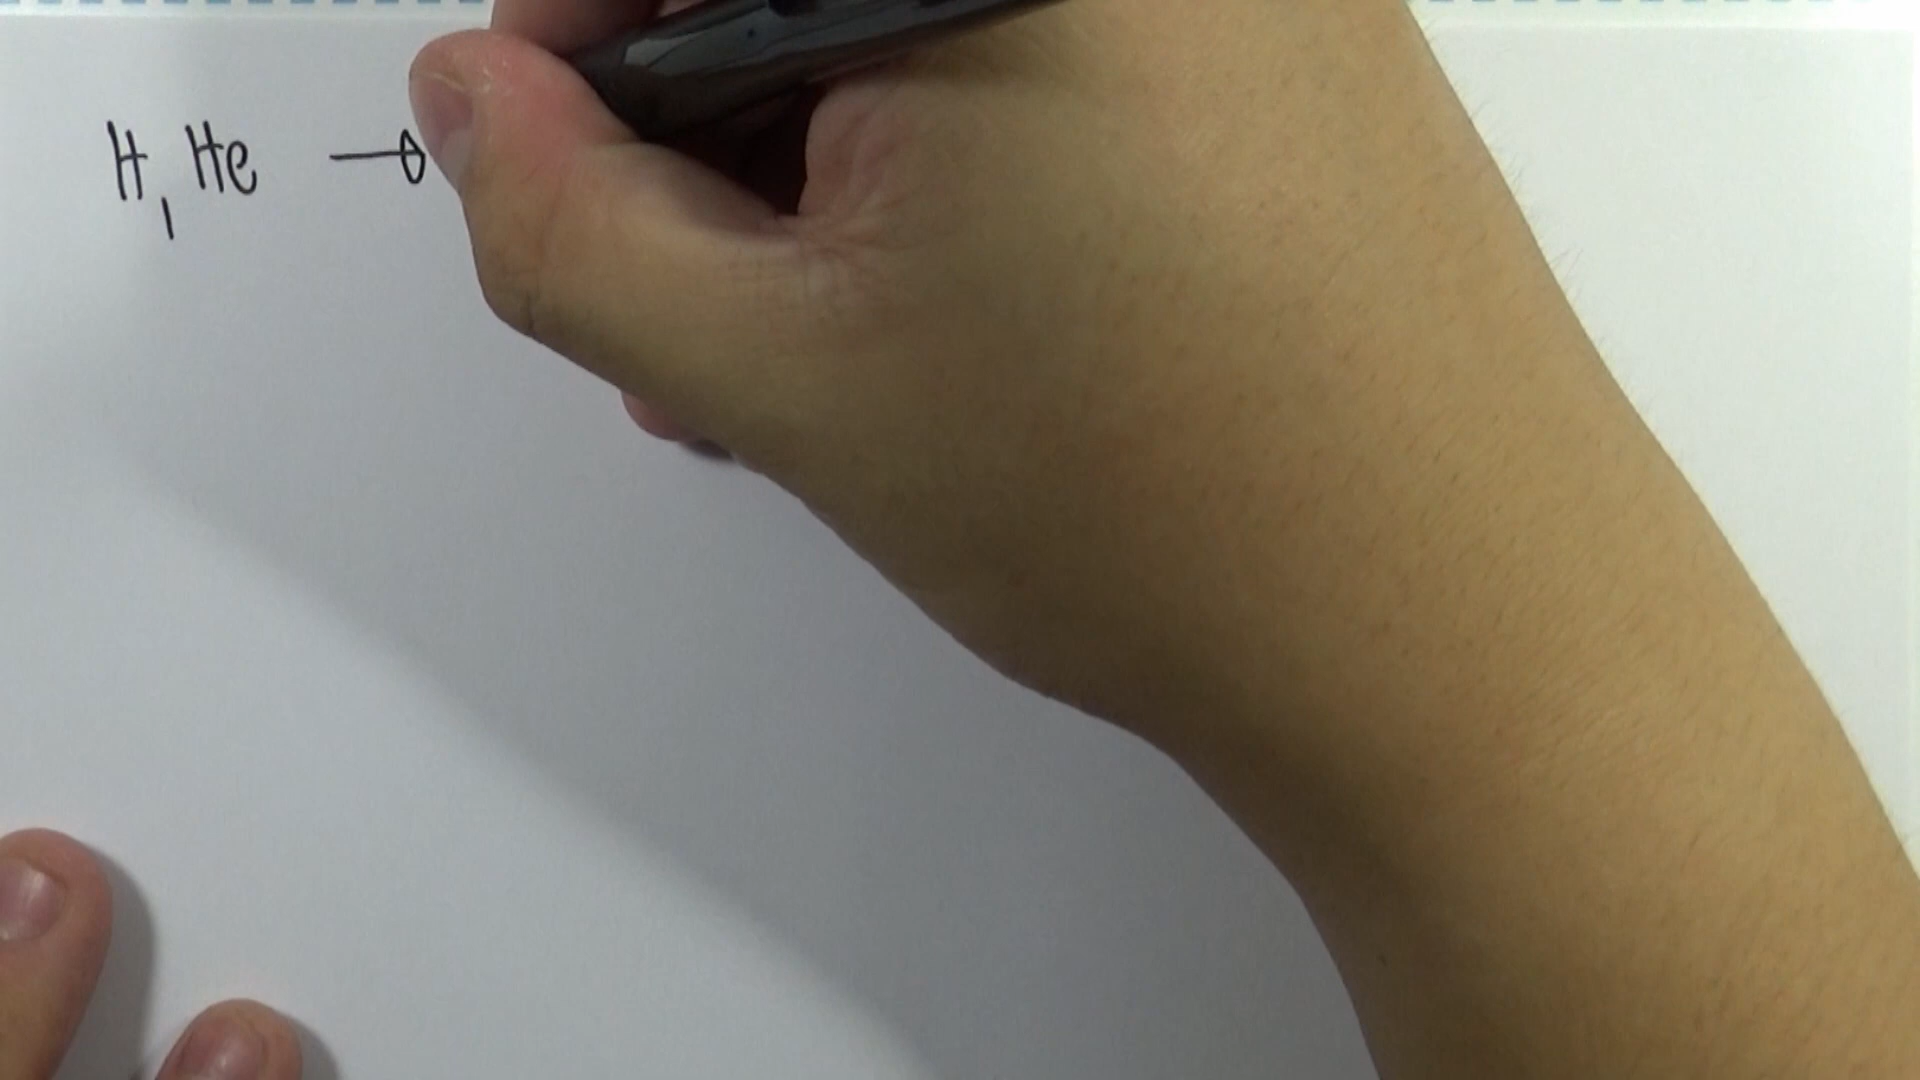 H, He →